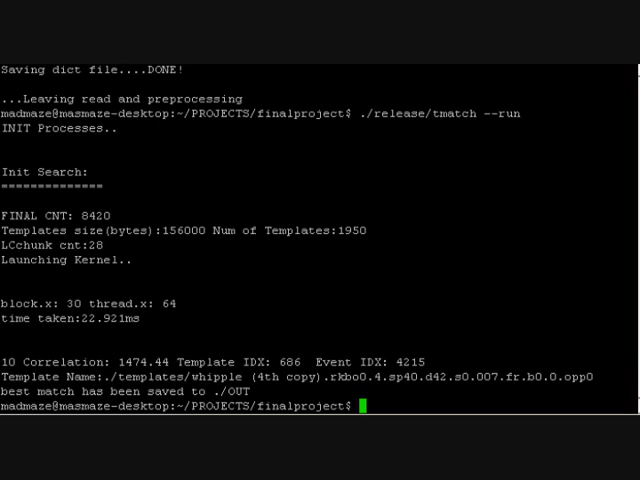 Saving dict file....DONE!
...Leaving read and preprocessing
madmaze@masmaze-desktop:~/PROJECTS/finalproject$ ./release/tmatch --run
INIT Processes..
Init Search:
==============
FINAL CNT: 8420
Templates size(bytes):156000 Num of Templates:1950
LCchunk cnt:28
Launching Kernel..
block.x: 30 thread.x: 64
time taken:22.921ms
10 Correlation: 1474.44 Template IDX: 686  Event IDX: 4215
Template Name:./templates/whipple (4th copy).rkbo0.4.sp40.d42.s0.007.fr.b0.0.opp0
best match has been saved to ./OUT
madmaze@masmaze-desktop:~/PROJECTS/finalproject$